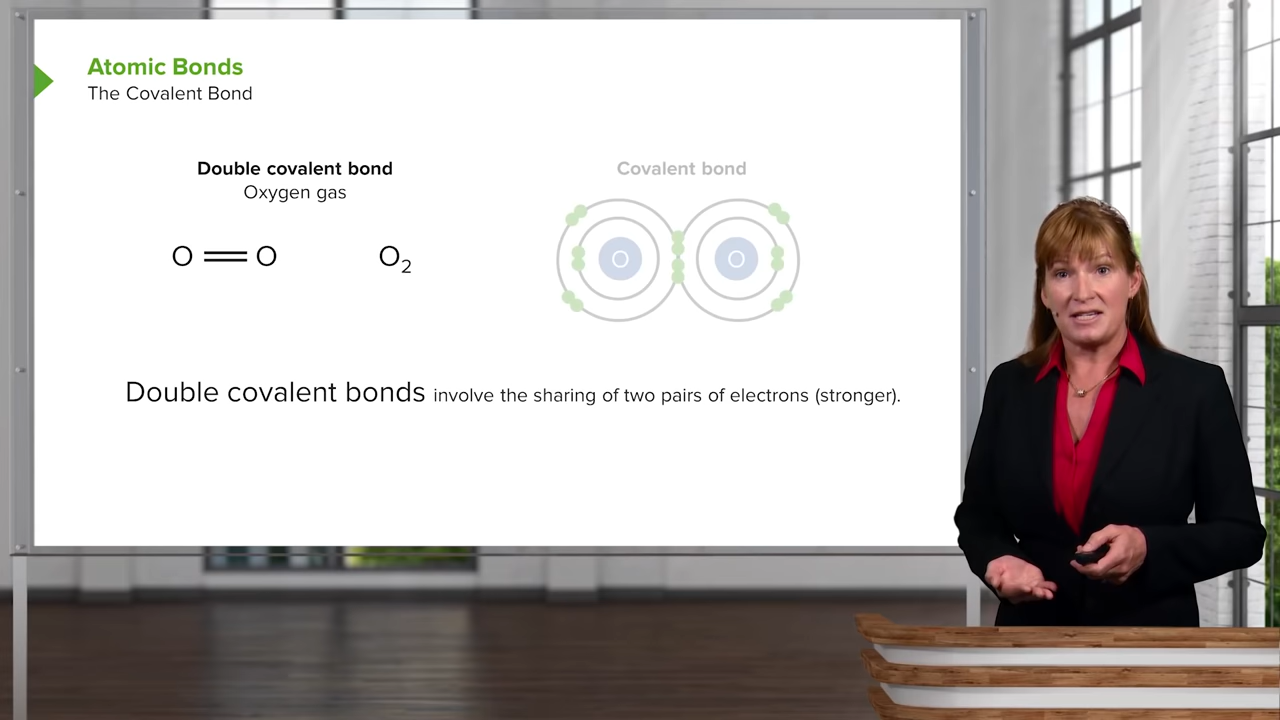 Atomic Bonds
The Covalent Bond
Double covalent bond
Oxygen gas
O = O
O₂
Covalent bond
O
O
Double covalent bonds involve the sharing of two pairs of electrons (stronger).